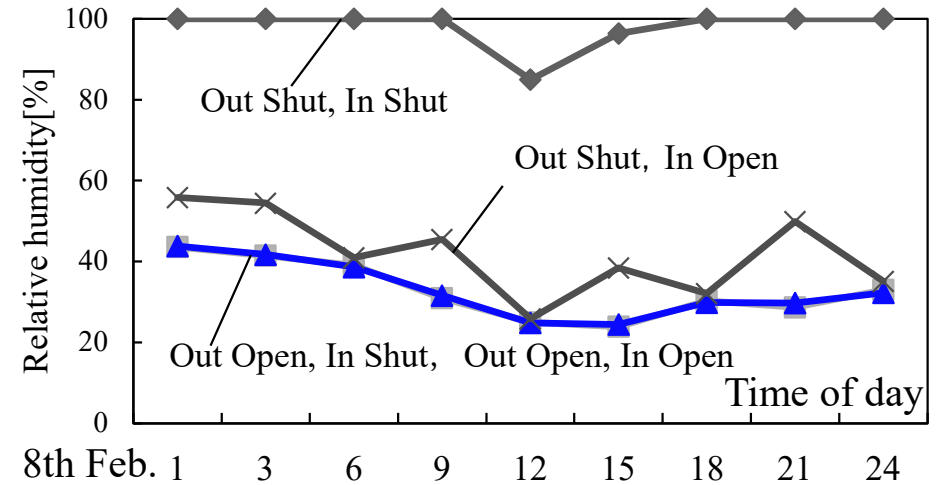 Relative humidity[%]
100
80
60
40
20
0
Out Shut, In Shut
Out Shut, In Open
Out Open, In Shut, Out Open, In Open
Time of day
8th Feb. 1 3 6 9 12 15 18 21 24